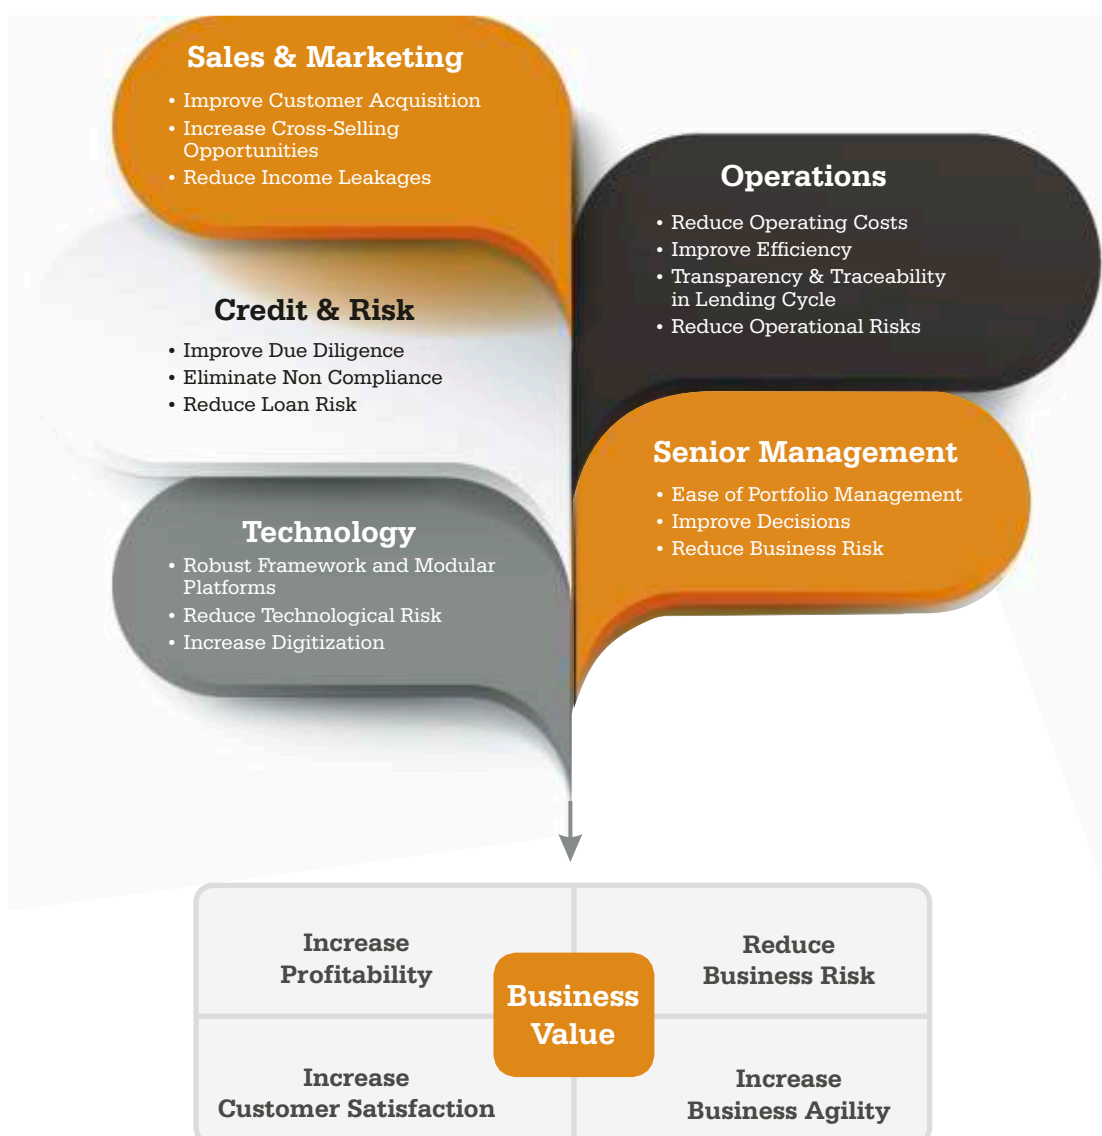 Sales & Marketing
• Improve Customer Acquisition
• Increase Cross-Selling
Opportunities
• Reduce Income Leakages
Operations
• Reduce Operating Costs
• Improve Efficiency
• Transparency & Traceability
in Lending Cycle
• Reduce Operational Risks
Credit & Risk
• Improve Due Diligence
• Eliminate Non Compliance
• Reduce Loan Risk
Senior Management
• Ease of Portfolio Management
• Improve Decisions
• Reduce Business Risk
Technology
• Robust Framework and Modular
Platforms
• Reduce Technological Risk
• Increase Digitization
Increase
Profitability
Reduce
Business Risk
Business
Value
Increase
Customer Satisfaction
Increase
Business Agility